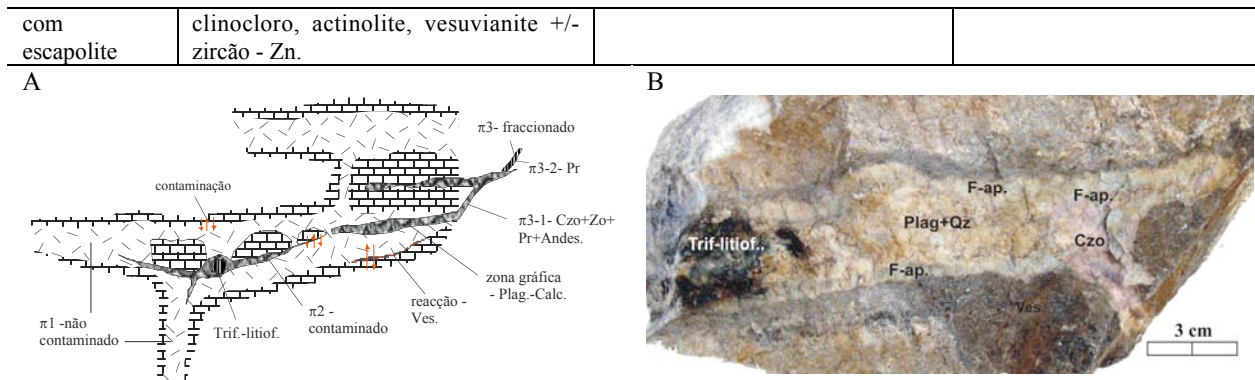 com
escapolite
clinocloro, actinolite, vesuvianite +/-
zircão - Zn.
A
π3- fraccionado
π3-2- Pr
contaminação
π3-1- Czo+Zo+
Pr+Andes.
zona gráfica
- Plag.-Calc.
reacção -
Ves.
π2 -
contaminado
Trif.-litiof.
π1 -não
contaminado
B
F-ap.
F-ap.
Plag+Qz
Trif-litiof..
Czo
F-ap.
Ves
3 cm